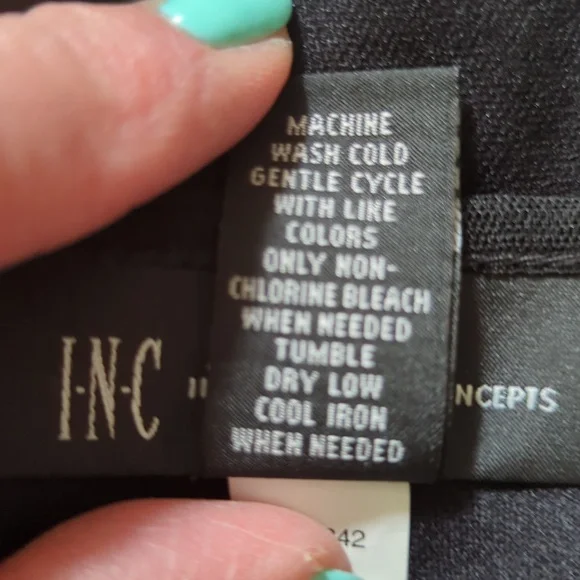 MACHINE
WASH COLD
GENTLE CYCLE
WITH LIKE
COLORS
ONLY NON-
CHLORINE BLEACH
WHEN NEEDED
TUMBLE
DRY LOW
COOL IRON
WHEN NEEDED
I·N·C
NCEPTS
42